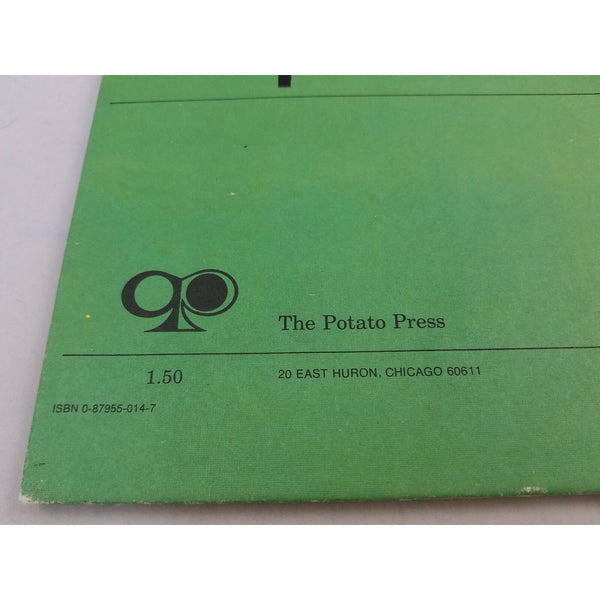 The Potato Press
1.50
20 EAST HURON, CHICAGO 60611
ISBN 0-87955-014-7